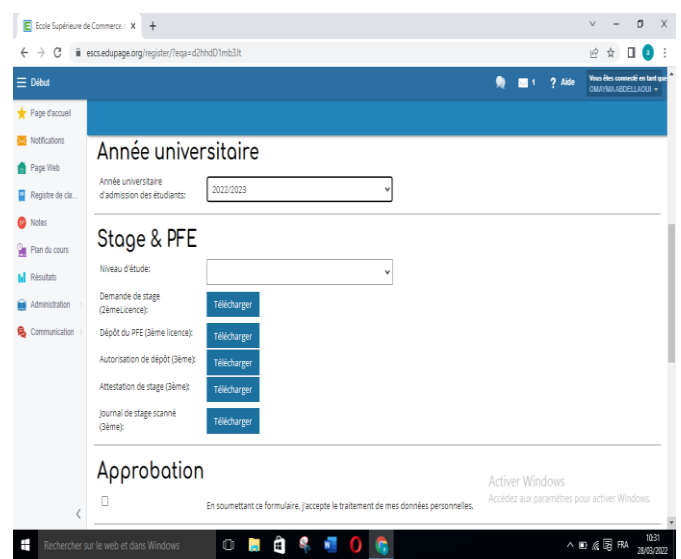 Ecole Supérieure de Commerce :
escs.edupage.org/register/?eqa=d2hhdD1mb3Jt
Début
1
? Aide
Vous êtes connecté en tant que
OMAYMA ABDELLAOUI
Page d'accueil
Notifications
Page Web
Registre de cla...
Notes
Plan du cours
Résultats
Administration
Communication
Année universitaire
Année universitaire
d'admission des étudiants:
2022/2023
Stage & PFE
Niveau d'étude:
Demande de stage
(2èmeLicence):
Télécharger
Dépôt du PFE (3ème licence):
Télécharger
Autorisation de dépôt (3ème):
Télécharger
Attestation de stage (3ème):
Télécharger
Journal de stage scanné
(3ème):
Télécharger
Approbation
En soumettant ce formulaire, j'accepte le traitement de mes données personnelles.
Activer Windows
Accédez aux paramètres pour activer Windows.
Rechercher sur le web et dans Windows
FRA
10:31
28/03/2022